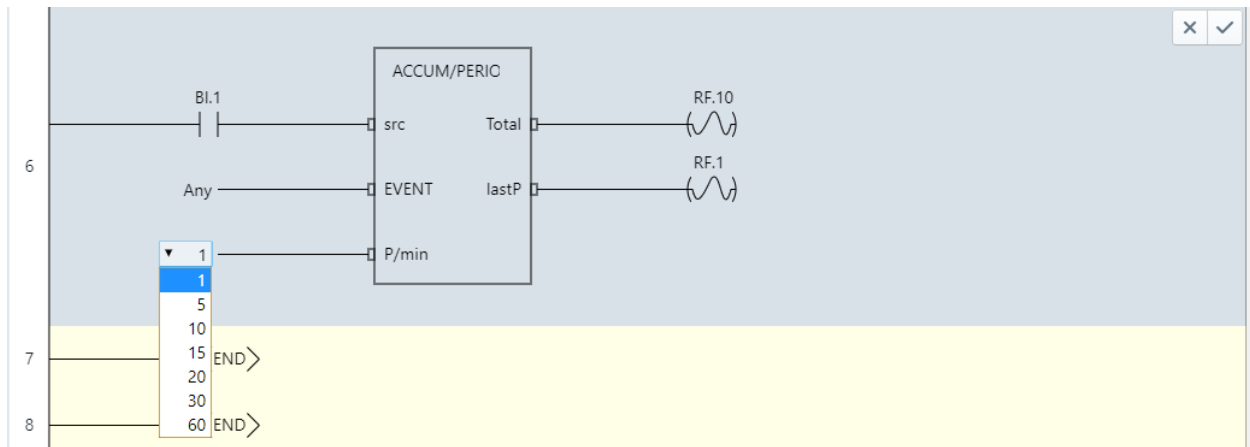 ACCUM/PERIO
BI.1
RF.10
src
Total
RF.1
6
Any
EVENT
lastP
▼ 1
P/min
1
5
10
7
15
END
20
30
8
60
END